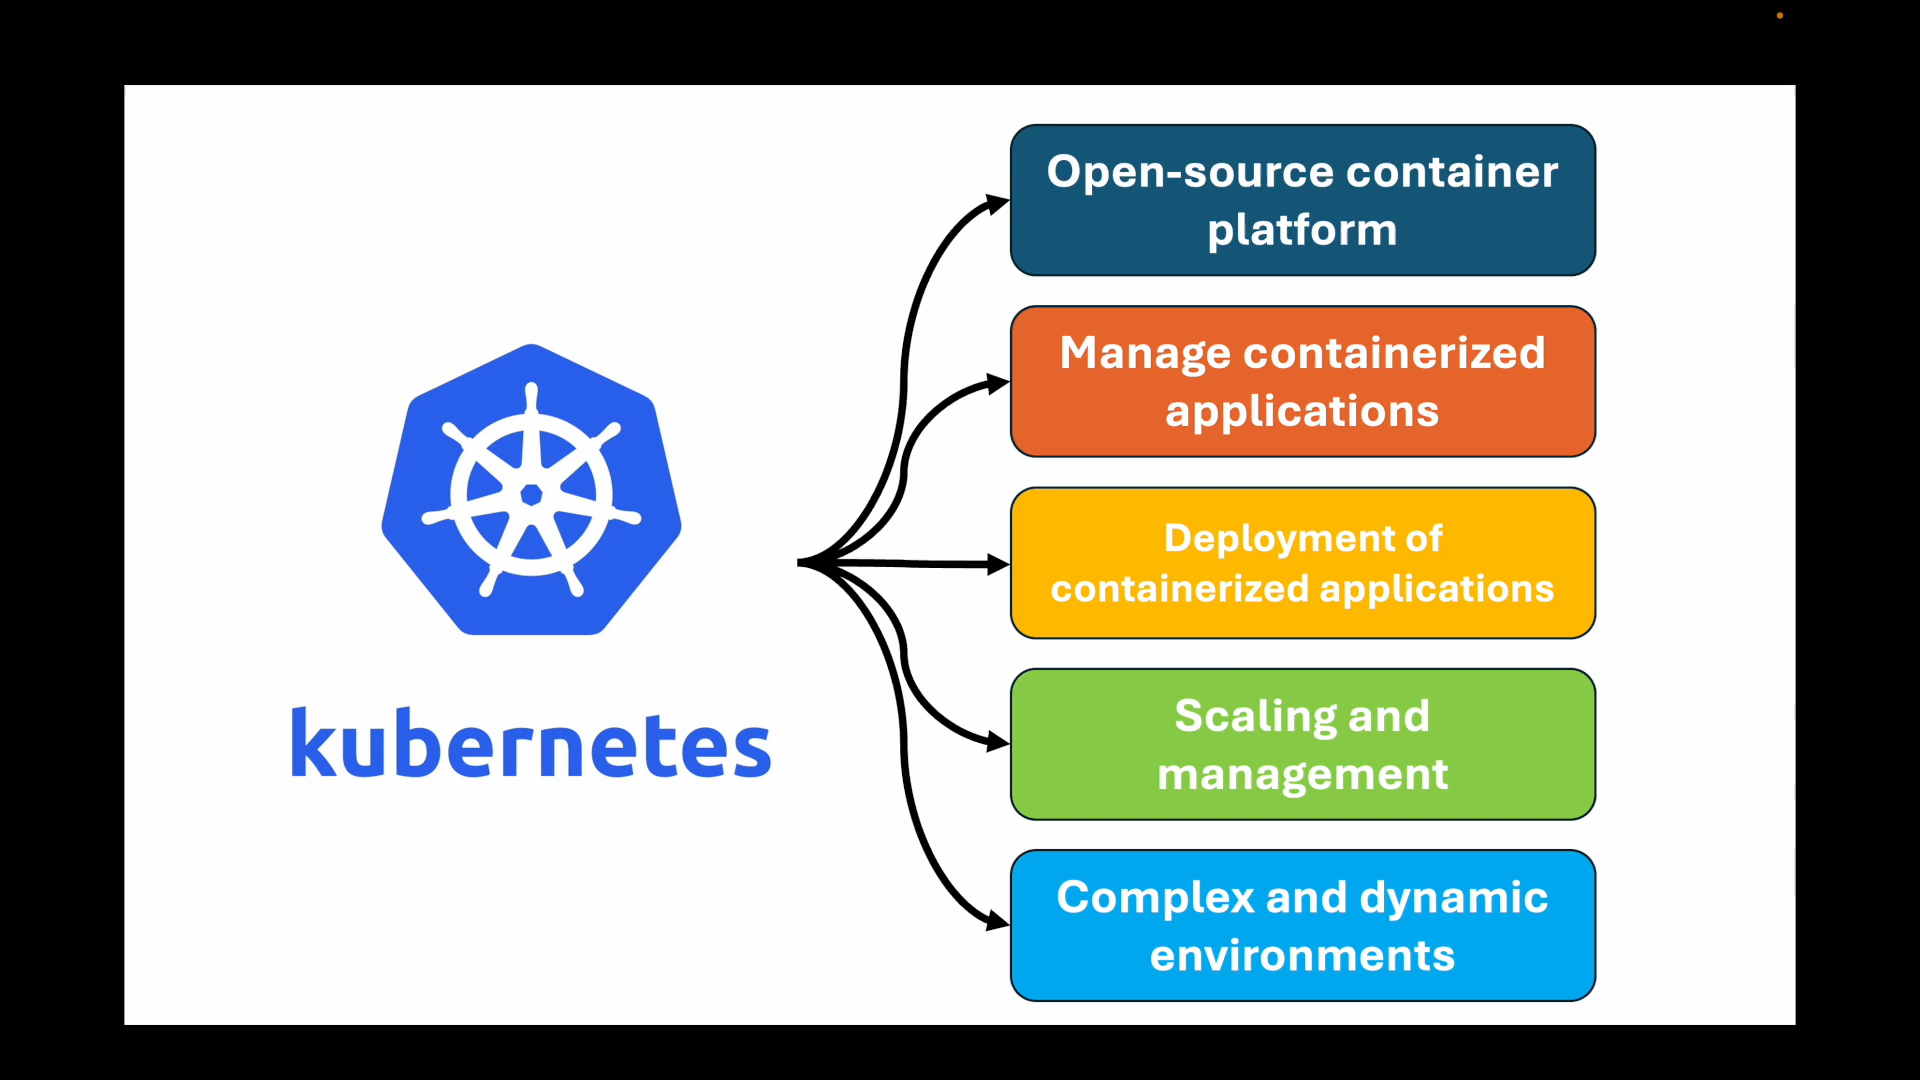 kubernetes
Open-source container
platform
Manage containerized
applications
Deployment of
containerized applications
Scaling and
management
Complex and dynamic
environments